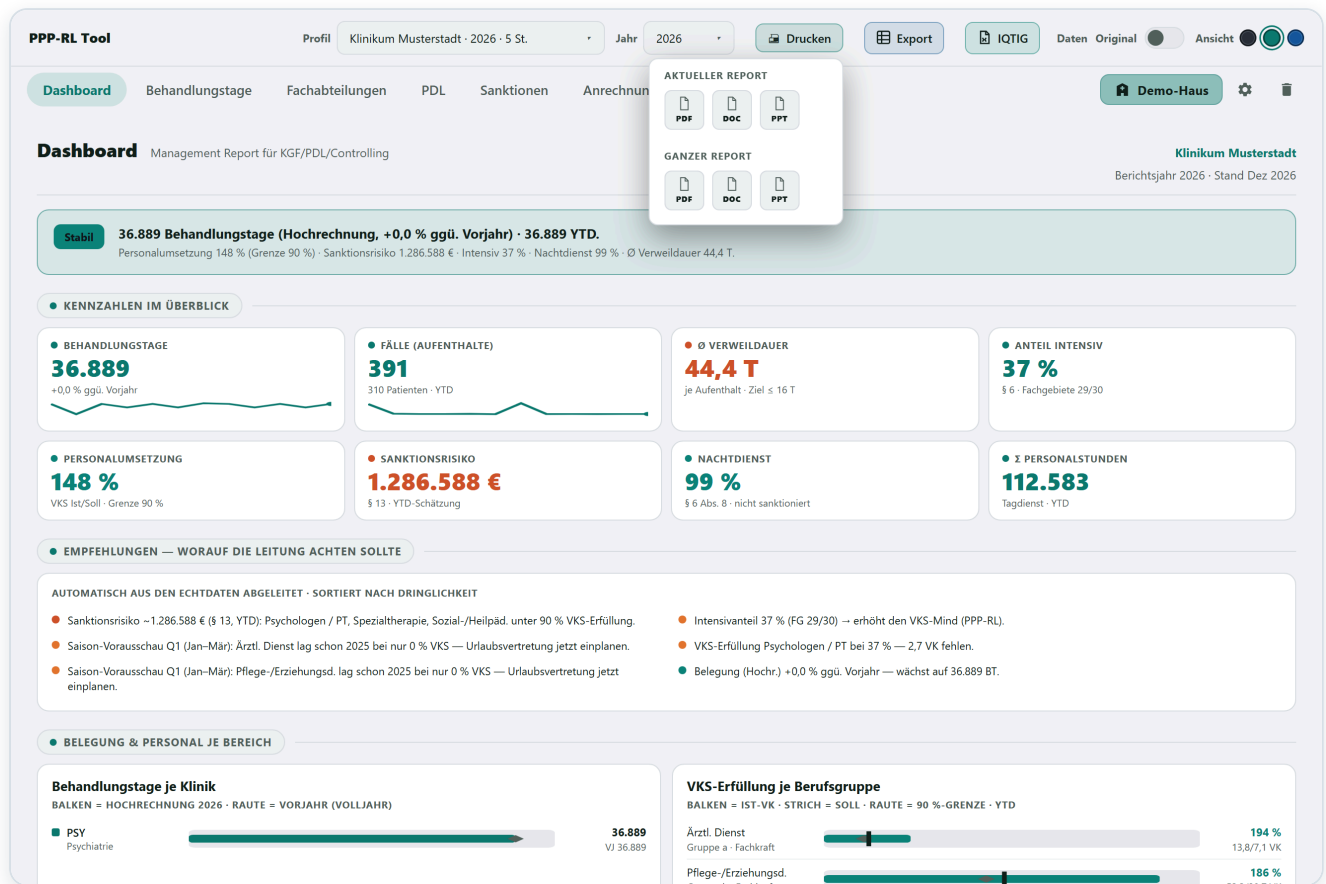 PPP-RL Tool
Profil
Klinikum Musterstadt · 2026 · 5 St.
Jahr
2026
Drucken
Export
IQTIG
Daten
Original
Ansicht
Dashboard
Behandlungstage
Fachabteilungen
PDL
Sanktionen
Anrechnun
Demo-Haus
AKTUELLER REPORT
PDF
DOC
PPT
GANZER REPORT
PDF
DOC
PPT
Dashboard
Management Report für KGF/PDL/Controlling
Klinikum Musterstadt
Berichtsjahr 2026 · Stand Dez 2026
Stabil
36.889 Behandlungstage (Hochrechnung, +0,0 % ggü. Vorjahr) · 36.889 YTD.
Personalumsetzung 148 % (Grenze 90 %) · Sanktionsrisiko 1.286.588 € · Intensiv 37 % · Nachtdienst 99 % · Ø Verweildauer 44,4 T.
KENNZAHLEN IM ÜBERBLICK
BEHANDLUNGSTAGE
36.889
+0,0 % ggü. Vorjahr
FÄLLE (AUFENTHALTE)
391
310 Patienten · YTD
Ø VERWEILDAUER
44,4 T
je Aufenthalt · Ziel ≤ 16 T
ANTEIL INTENSIV
37 %
§ 6 · Fachgebiete 29/30
PERSONALUMSETZUNG
148 %
VKS Ist/Soll · Grenze 90 %
SANKTIONSRISIKO
1.286.588 €
§ 13 · YTD-Schätzung
NACHTDIENST
99 %
§ 6 Abs. 8 · nicht sanktioniert
Σ PERSONALSTUNDEN
112.583
Tagdienst · YTD
EMPFEHLUNGEN — WORAUF DIE LEITUNG ACHTEN SOLLTE
AUTOMATISCH AUS DEN ECHTDATEN ABGELEITET · SORTIERT NACH DRINGLICHKEIT
Sanktionsrisiko ~1.286.588 € (§ 13, YTD): Psychologen / PT, Spezialtherapie, Sozial-/Heilpäd. unter 90 % VKS-Erfüllung.
Saison-Vorausschau Q1 (Jan–Mär): Ärztl. Dienst lag schon 2025 bei nur 0 % VKS — Urlaubsvertretung jetzt einplanen.
Saison-Vorausschau Q1 (Jan–Mär): Pflege-/Erziehungsd. lag schon 2025 bei nur 0 % VKS — Urlaubsvertretung jetzt
einplanen.
Intensivanteil 37 % (FG 29/30) → erhöht den VKS-Mind (PPP-RL).
VKS-Erfüllung Psychologen / PT bei 37 % — 2,7 VK fehlen.
Belegung (Hochr.) +0,0 % ggü. Vorjahr — wächst auf 36.889 BT.
BELEGUNG & PERSONAL JE BEREICH
Behandlungstage je Klinik
BALKEN = HOCHRECHNUNG 2026 · RAUTE = VORJAHR (VOLLJAHR)
PSY
Psychiatrie
36.889
VJ 36.889
VKS-Erfüllung je Berufsgruppe
BALKEN = IST-VK · STRICH = SOLL · RAUTE = 90 %-GRENZE · YTD
Ärztl. Dienst
Gruppe a · Fachkraft
194 %
13,8/7,1 VK
Pflege-/Erziehungsd.
186 %